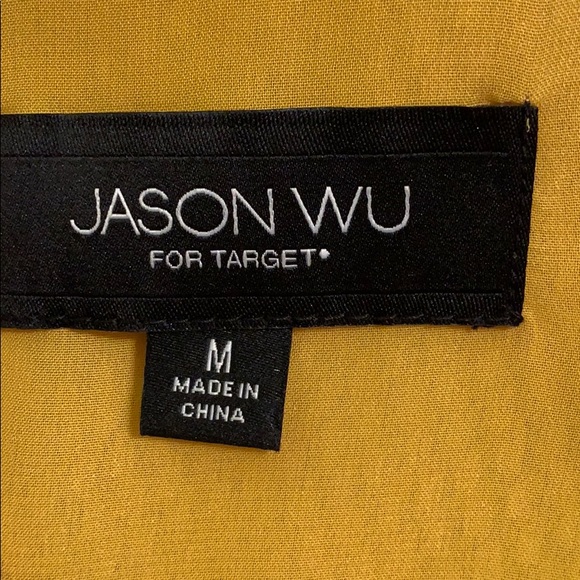 JASON WU
FOR TARGET
M
MADE IN
CHINA